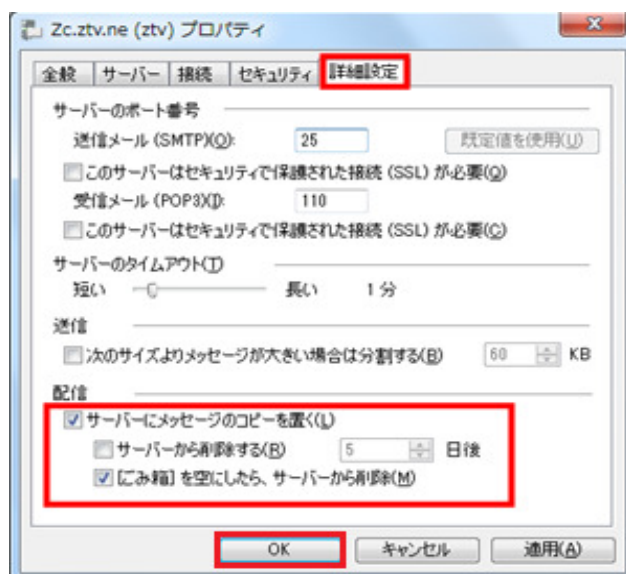 Zc.ztv.ne (ztv) プロパティ
全般 サーバー 接続 セキュリティ 詳細設定
サーバーのポート番号
送信メール (SMTP)(O): 25 既定値を使用(U)
このサーバーはセキュリティで保護された接続 (SSL) が必要(Q)
受信メール (POP3)(I): 110
このサーバーはセキュリティで保護された接続 (SSL) が必要(C)
サーバーのタイムアウト(T)
短い 長い 1 分
送信
次のサイズよりメッセージが大きい場合は分割する(B) 60 KB
配信
サーバーにメッセージのコピーを置く(L)
サーバーから削除する(R) 5 日後
[ごみ箱] を空にしたら、サーバーから削除(M)
OK キャンセル 適用(A)